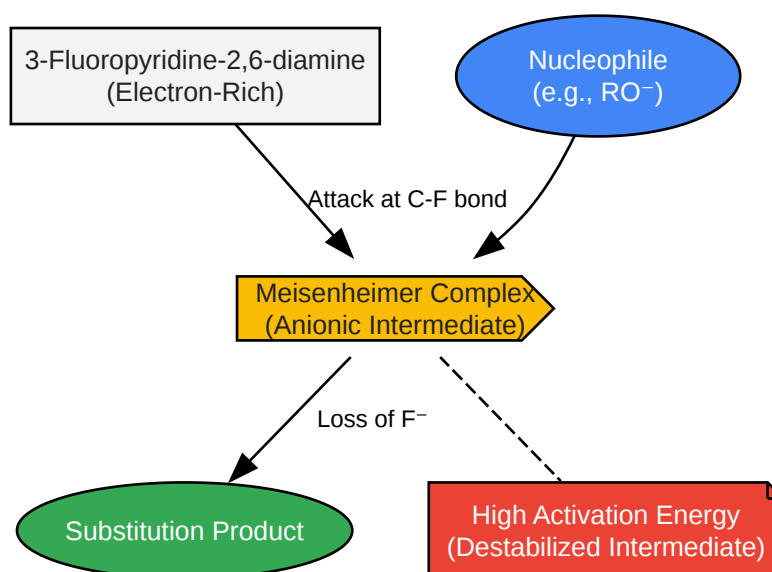 3-Fluoropyridine-2,6-diamine
(Electron-Rich)
Nucleophile
(e.g., RO⁻)
Attack at C-F bond
Meisenheimer Complex
(Anionic Intermediate)
Loss of F⁻
Substitution Product
High Activation Energy
(Destabilized Intermediate)